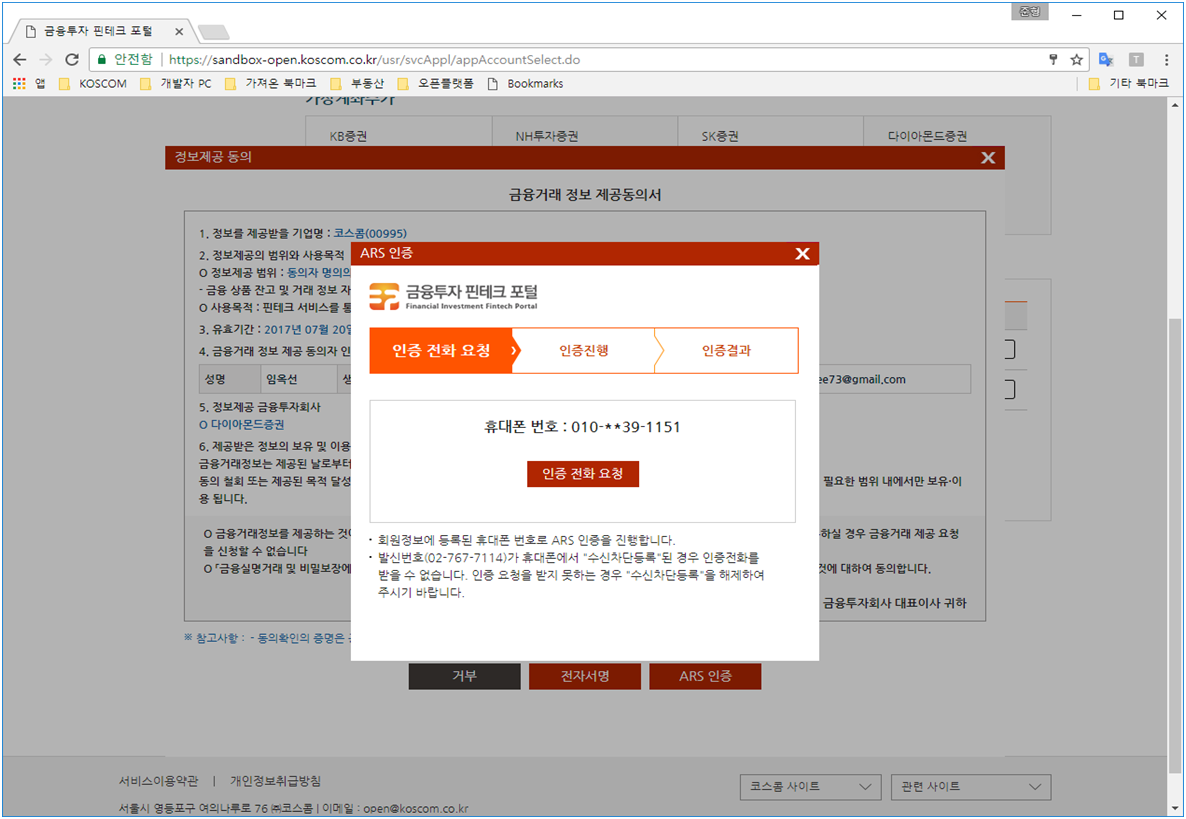 준형
금융투자 핀테크 포털
안전함 https://sandbox-open.koscom.co.kr/usr/svcAppl/appAccountSelect.do
앱 KOSCOM 개발자 PC 가져온 북마크 부동산 오픈플랫폼 Bookmarks 기타 북마크
가상계좌추가
KB증권 NH투자증권 SK증권 다이아몬드증권
정보제공 동의 X
금융거래 정보 제공동의서
1. 정보를 제공받을 기업명 : 코스콤(00995)
2. 정보제공의 범위와 사용목적
O 정보제공 범위 : 동의자 명의의
- 금융 상품 잔고 및 거래 정보 자
O 사용목적 : 핀테크 서비스를 통
3. 유효기간 : 2017년 07월 20일
4. 금융거래 정보 제공 동의자 인
성명 임옥선 생 ee73@gmail.com
5. 정보제공 금융투자회사
O 다이아몬드증권
6. 제공받은 정보의 보유 및 이용
금융거래정보는 제공된 날로부터
동의 철회 또는 제공된 목적 달성 필요한 범위 내에서만 보유·이
용 됩니다.
O 금융거래정보를 제공하는 것 하실 경우 금융거래 제공 요청
을 신청할 수 없습니다
O 「금융실명거래 및 비밀보장에 것에 대하여 동의합니다.
금융투자회사 대표이사 귀하
※ 참고사항 : - 동의확인의 증명은
ARS 인증 X
금융투자 핀테크 포털
Financial Investment Fintech Portal
인증 전화 요청 인증진행 인증결과
휴대폰 번호 : 010-**39-1151
인증 전화 요청
· 회원정보에 등록된 휴대폰 번호로 ARS 인증을 진행합니다.
· 발신번호(02-767-7114)가 휴대폰에서 "수신차단등록"된 경우 인증전화를
받을 수 없습니다. 인증 요청을 받지 못하는 경우 "수신차단등록"을 해제하여
주시기 바랍니다.
거부 전자서명 ARS 인증
서비스이용약관 | 개인정보취급방침
코스콤 사이트 관련 사이트
서울시 영등포구 여의나루로 76 ㈜코스콤 | 이메일 : open@koscom.co.kr